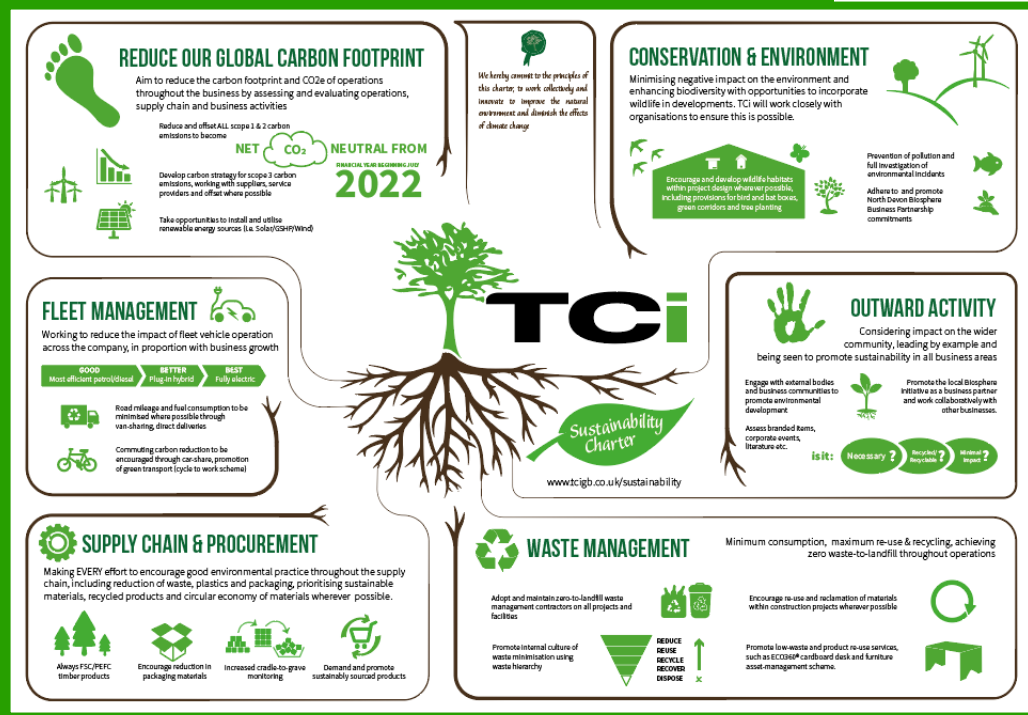 REDUCE OUR GLOBAL CARBON FOOTPRINT
Aim to reduce the carbon footprint and CO2e of operations
throughout the business by assessing and evaluating operations,
supply chain and business activities
Reduce and offset ALL scope 1 & 2 carbon
emissions to become
NET CO₂ NEUTRAL FROM
FINANCIAL YEAR BEGINNING JULY
2022
Develop carbon strategy for scope 3 carbon
emissions, working with suppliers, service
providers and offset where possible
Take opportunities to install and utilise
renewable energy sources (i.e. Solar/GSHP/Wind)
We hereby commit to the principles of
this charter, to work collectively and
innovate to improve the natural
environment and diminish the effects
of climate change
CONSERVATION & ENVIRONMENT
Minimising negative impact on the environment and
enhancing biodiversity with opportunities to incorporate
wildlife in developments. TCi will work closely with
organisations to ensure this is possible.
Encourage and develop wildlife habitats
within project design wherever possible,
including provisions for bird and bat boxes,
green corridors and tree planting
Prevention of pollution and
full investigation of
environmental incidents
Adhere to and promote
North Devon Biosphere
Business Partnership
commitments
FLEET MANAGEMENT
Working to reduce the impact of fleet vehicle operation
across the company, in proportion with business growth
GOOD
Most efficient petrol/diesel
BETTER
Plug-in hybrid
BEST
Fully electric
Road mileage and fuel consumption to be
minimised where possible through
van-sharing, direct deliveries
Commuting carbon reduction to be
encouraged through car-share, promotion
of green transport (cycle to work scheme)
TCi
Sustainability
Charter
www.tcigb.co.uk/sustainability
OUTWARD ACTIVITY
Considering impact on the wider
community, leading by example and
being seen to promote sustainability in all business areas
Engage with external bodies
and business communities to
promote environmental
development
Assess branded items,
corporate events,
literature etc.
Promote the local Biosphere
initiative as a business partner
and work collaboratively with
other businesses.
is it:
Necessary ?
Recycled/
Recyclable ?
Minimal
Impact ?
SUPPLY CHAIN & PROCUREMENT
Making EVERY effort to encourage good environmental practice throughout the supply
chain, including reduction of waste, plastics and packaging, prioritising sustainable
materials, recycled products and circular economy of materials wherever possible.
Always FSC/PEFC
timber products
Encourage reduction in
packaging materials
Increased cradle-to-grave
monitoring
Demand and promote
sustainably sourced products
WASTE MANAGEMENT
Minimum consumption, maximum re-use & recycling, achieving
zero waste-to-landfill throughout operations
Adopt and maintain zero-to-landfill waste
management contractors on all projects and
facilities
Encourage re-use and reclamation of materials
within construction projects wherever possible
Promote internal culture of
waste minimisation using
waste hierarchy
REDUCE
REUSE
RECYCLE
RECOVER
DISPOSE
Promote low-waste and product re-use services,
such as ECO360® cardboard desk and furniture
asset-management scheme.